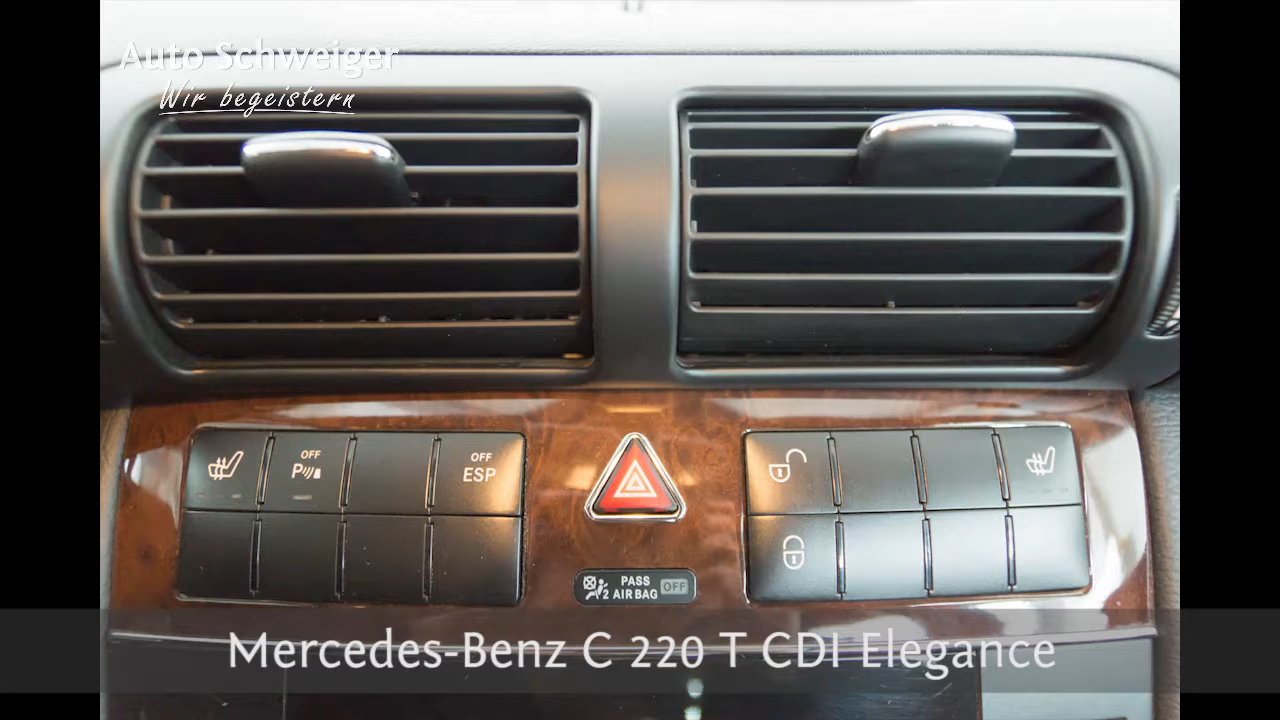 Auto Schweiger
Wir begeistern
OFF
P
OFF
ESP
2
PASS
AIR BAG
OFF
Mercedes-Benz C 220 T CDI Elegance